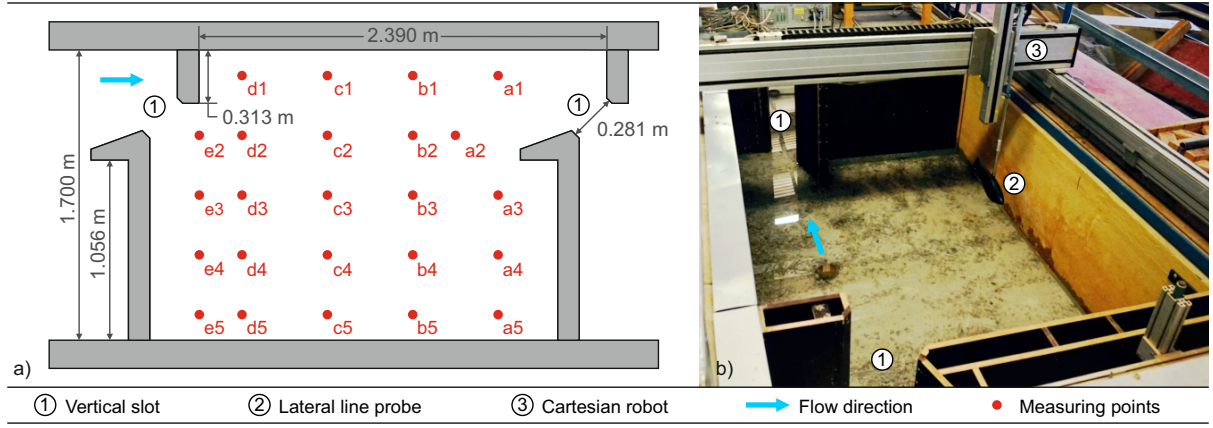 2.390 m
1
0.313 m
1
0.281 m
1.700 m
1.056 m
d1 c1 b1 a1
e2 d2 c2 b2 a2
e3 d3 c3 b3 a3
e4 d4 c4 b4 a4
e5 d5 c5 b5 a5
a)
3
1
2
1
b)
1 Vertical slot 2 Lateral line probe 3 Cartesian robot Flow direction Measuring points